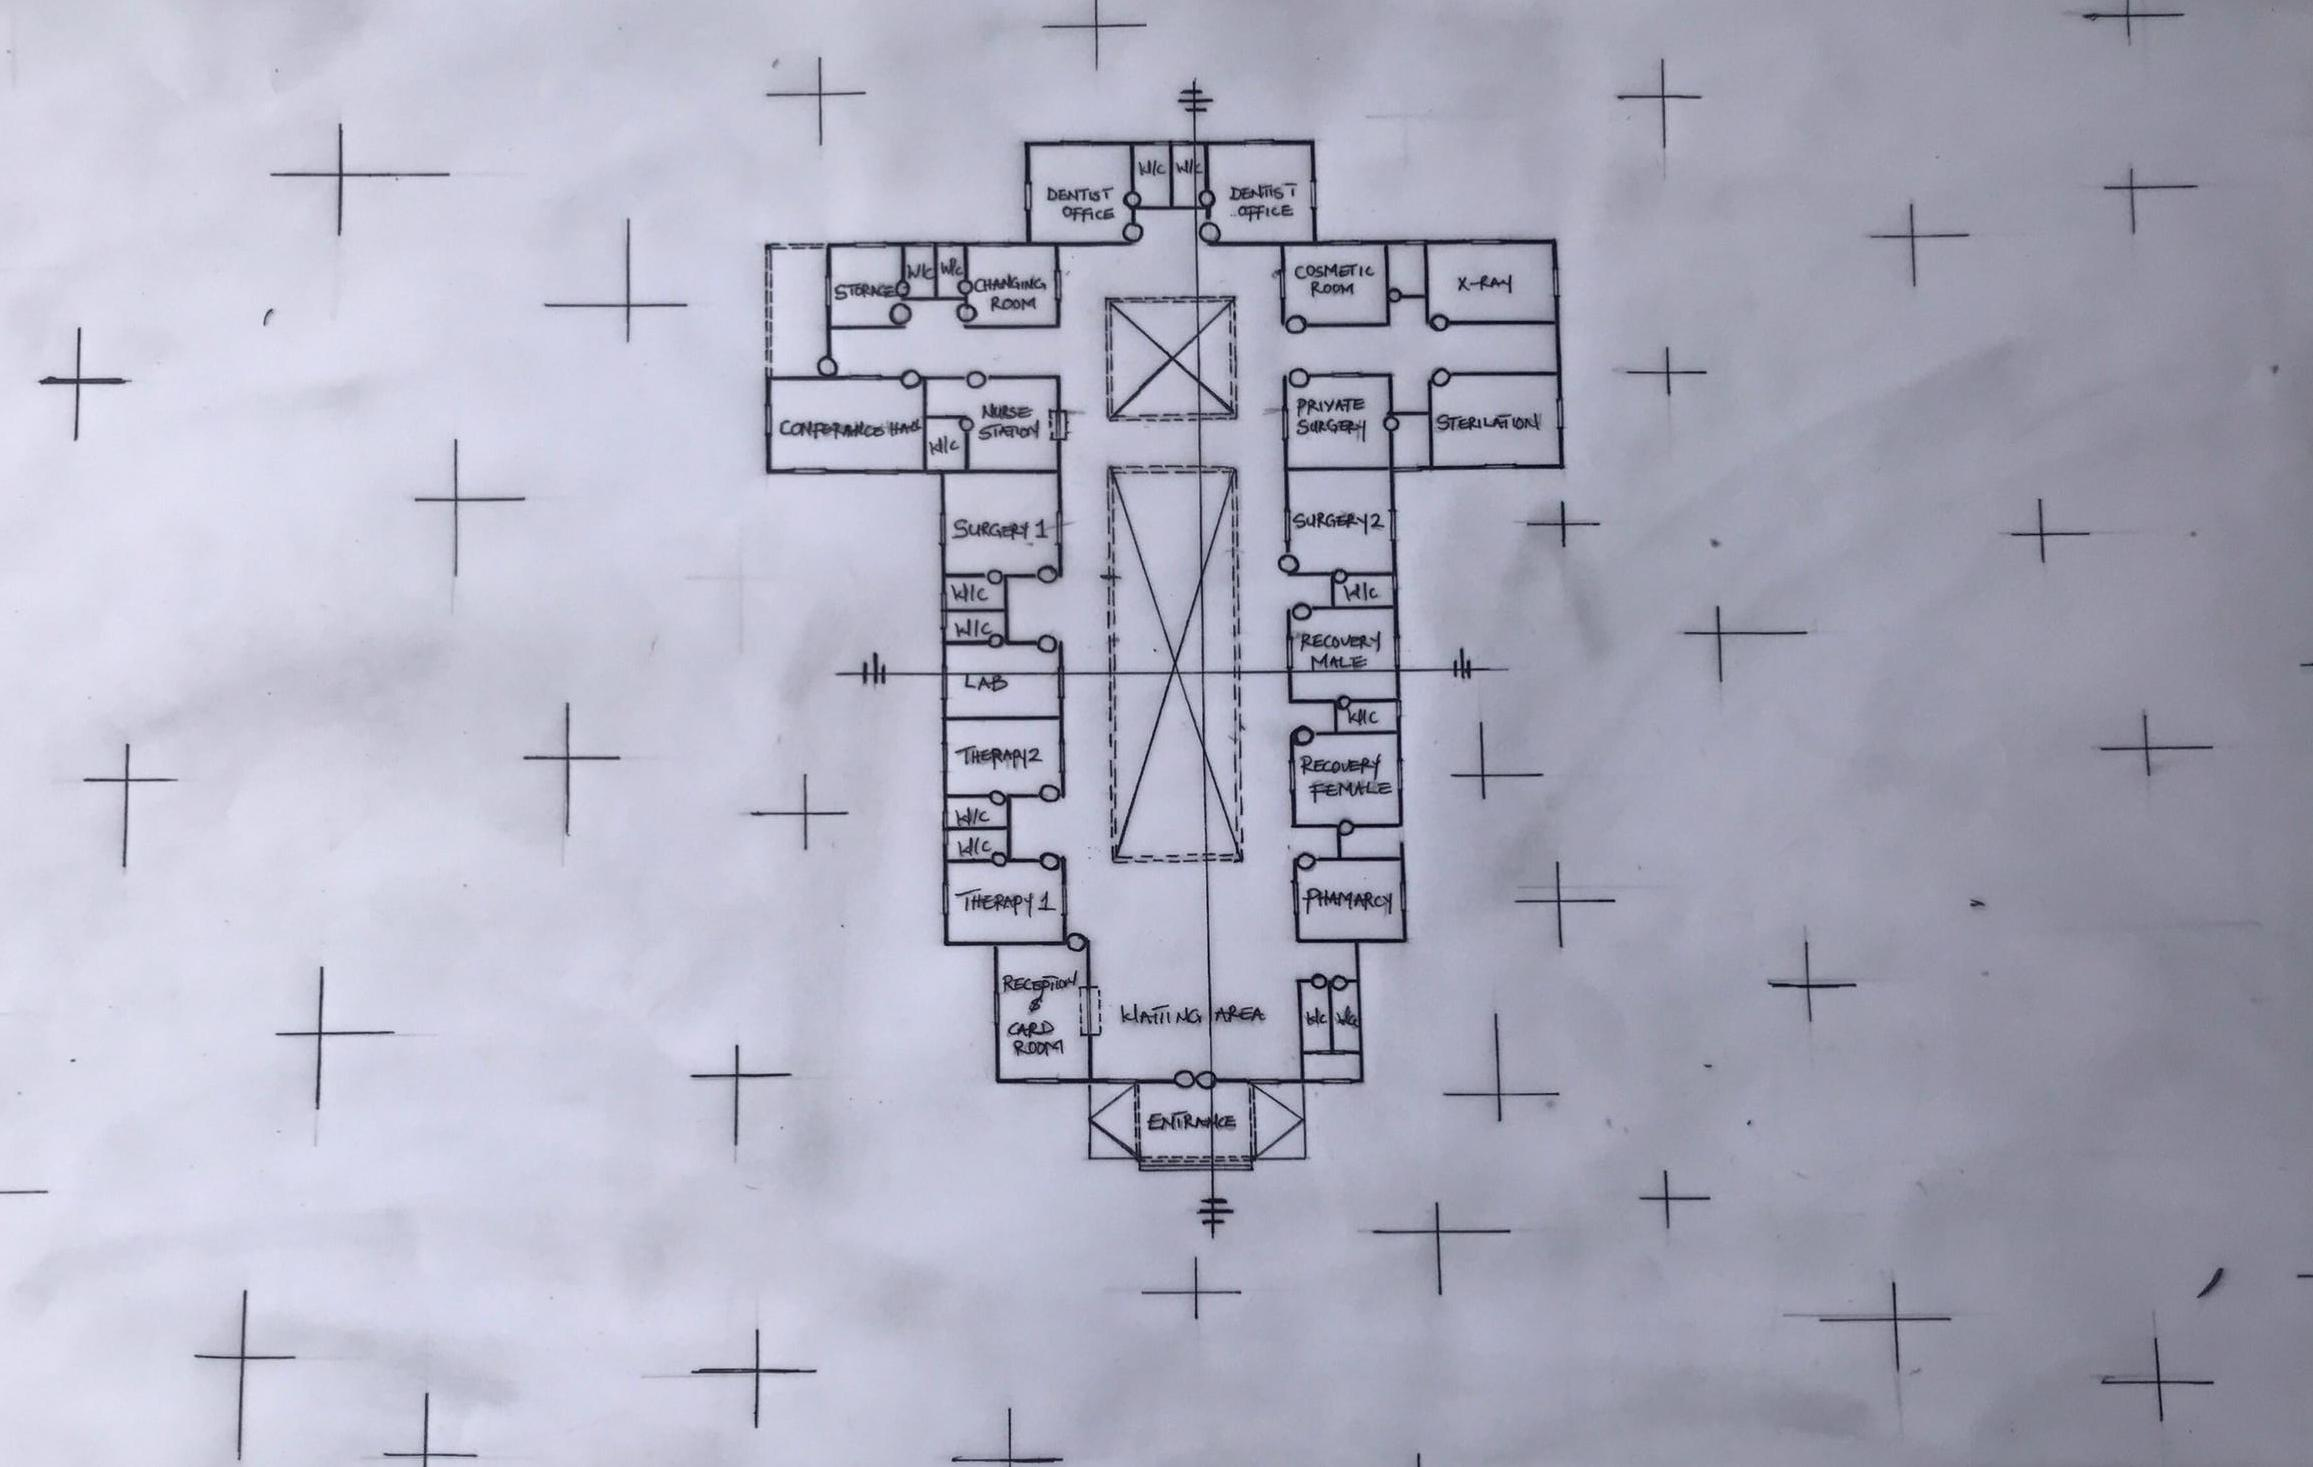 W/C W/C
DENTIST
OFFICE
DENTIST
OFFICE
STORAGE
W/C
W/C
CHANGING
ROOM
COSMETIC
ROOM
X-RAY
CONFERANCE HALL
NURSE
STATION
W/C
PRIVATE
SURGERY
STERILATION
SURGERY 1
SURGERY 2
W/C
W/C
W/C
RECOVERY
MALE
LAB
W/C
THERAPY 2
RECOVERY
FEMALE
W/C
W/C
THERAPY 1
PHAMARCY
RECEPTION
&
CARD
ROOM
WAITING AREA
W/C W/C
ENTRANCE